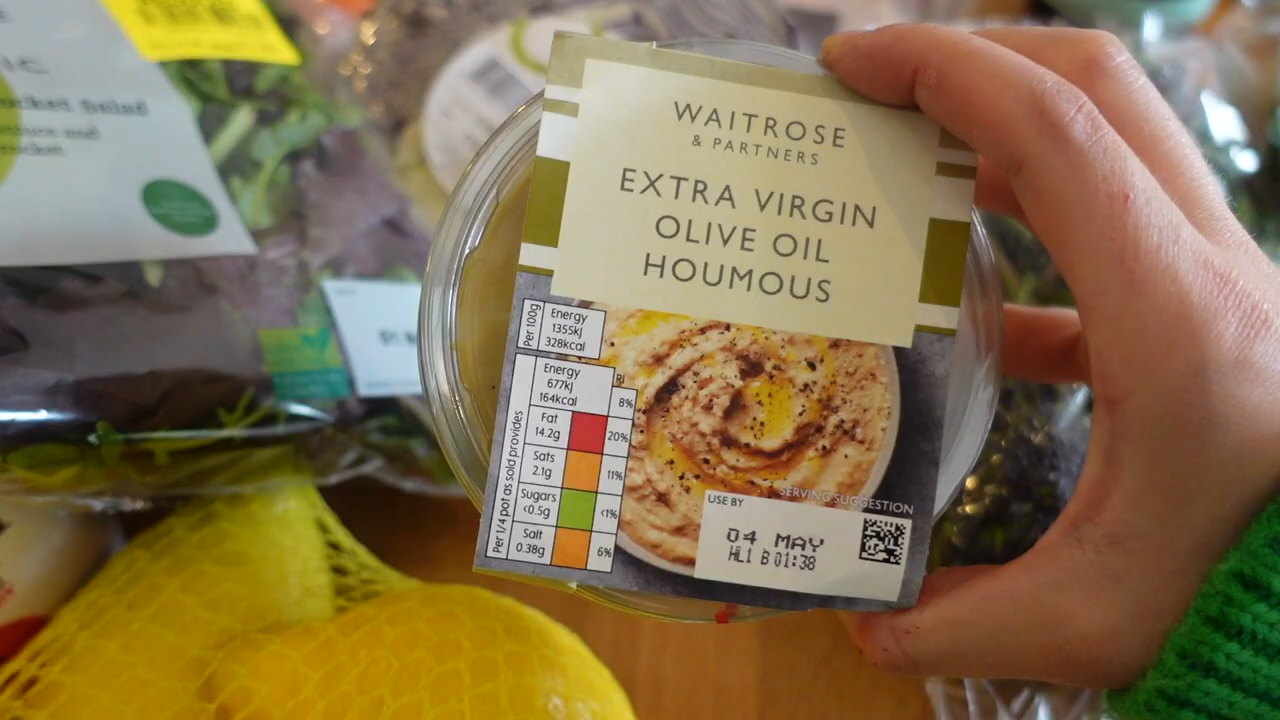 WAITROSE
& PARTNERS
EXTRA VIRGIN
OLIVE OIL
HOUMOUS
Per 100g
Energy
1355kJ
328kcal
Per 1/4 pot as sold provides
RI
Energy
677kJ
164kcal
8%
Fat
14.2g
20%
Sats
2.1g
11%
Sugars
<0.5g
<1%
Salt
0.38g
6%
SERVING SUGGESTION
USE BY
04 MAY
HL1 B 01:38
Salad
and